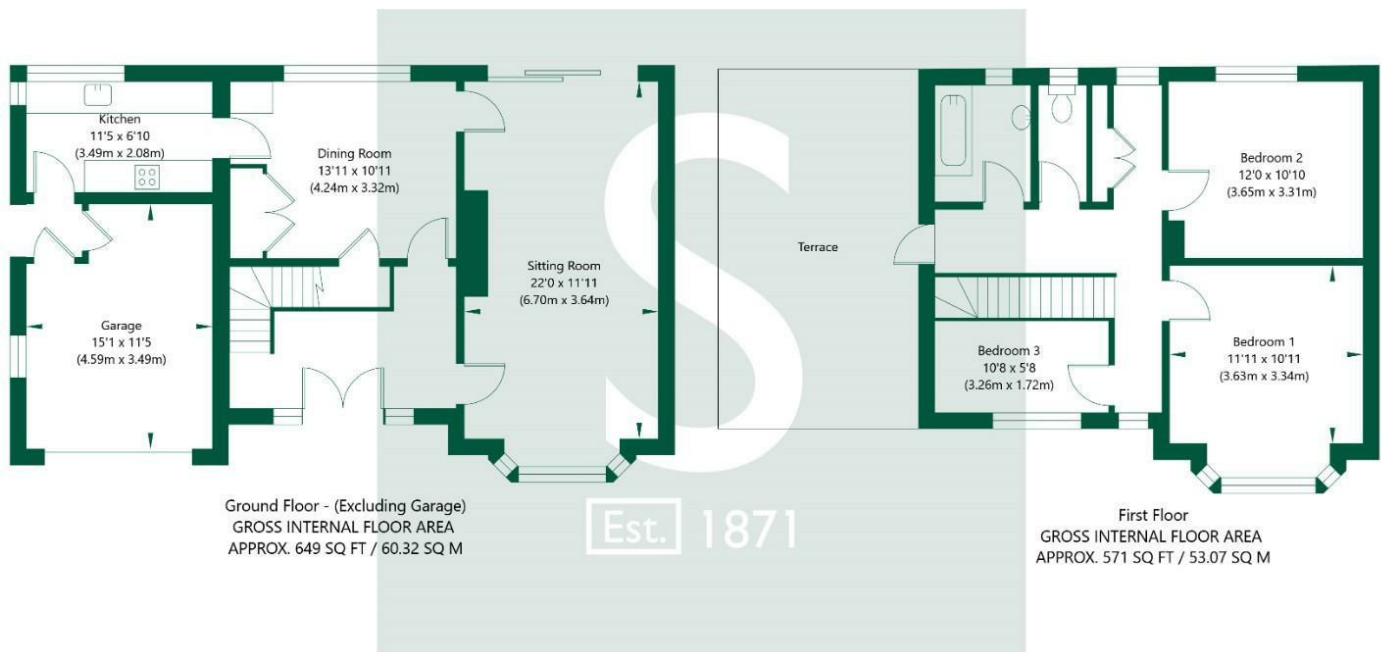 Kitchen
11'5 x 6'10
(3.49m x 2.08m)
Dining Room
13'11 x 10'11
(4.24m x 3.32m)
Sitting Room
22'0 x 11'11
(6.70m x 3.64m)
Garage
15'1 x 11'5
(4.59m x 3.49m)
Ground Floor - (Excluding Garage)
GROSS INTERNAL FLOOR AREA
APPROX. 649 SQ FT / 60.32 SQ M
S
Est. 1871
Terrace
Bedroom 2
12'0 x 10'10
(3.65m x 3.31m)
Bedroom 3
10'8 x 5'8
(3.26m x 1.72m)
Bedroom 1
11'11 x 10'11
(3.63m x 3.34m)
First Floor
GROSS INTERNAL FLOOR AREA
APPROX. 571 SQ FT / 53.07 SQ M